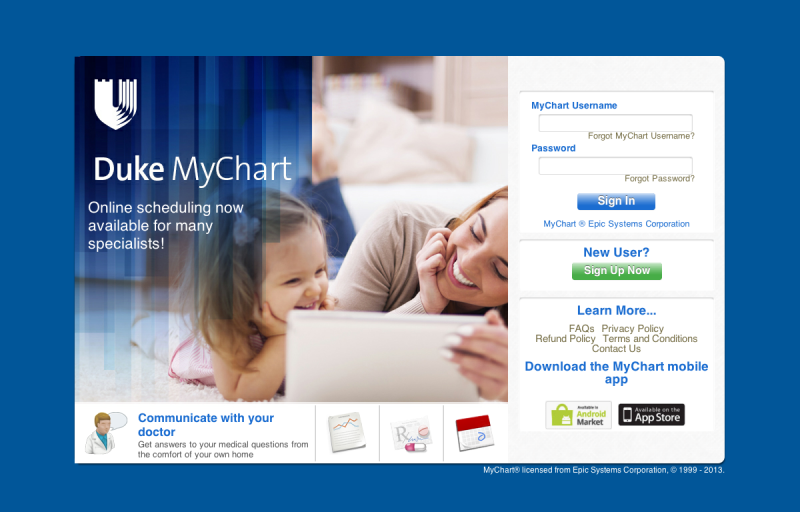 Duke MyChart
Online scheduling now
available for many
specialists!
Communicate with your
doctor
Get answers to your medical questions from
the comfort of your own home
MyChart Username
Forgot MyChart Username?
Password
Forgot Password?
Sign In
MyChart ® Epic Systems Corporation
New User?
Sign Up Now
Learn More...
FAQs Privacy Policy
Refund Policy Terms and Conditions
Contact Us
Download the MyChart mobile
app
Available in
Android
Market
Available on the
App Store
MyChart® licensed from Epic Systems Corporation, © 1999 - 2013.